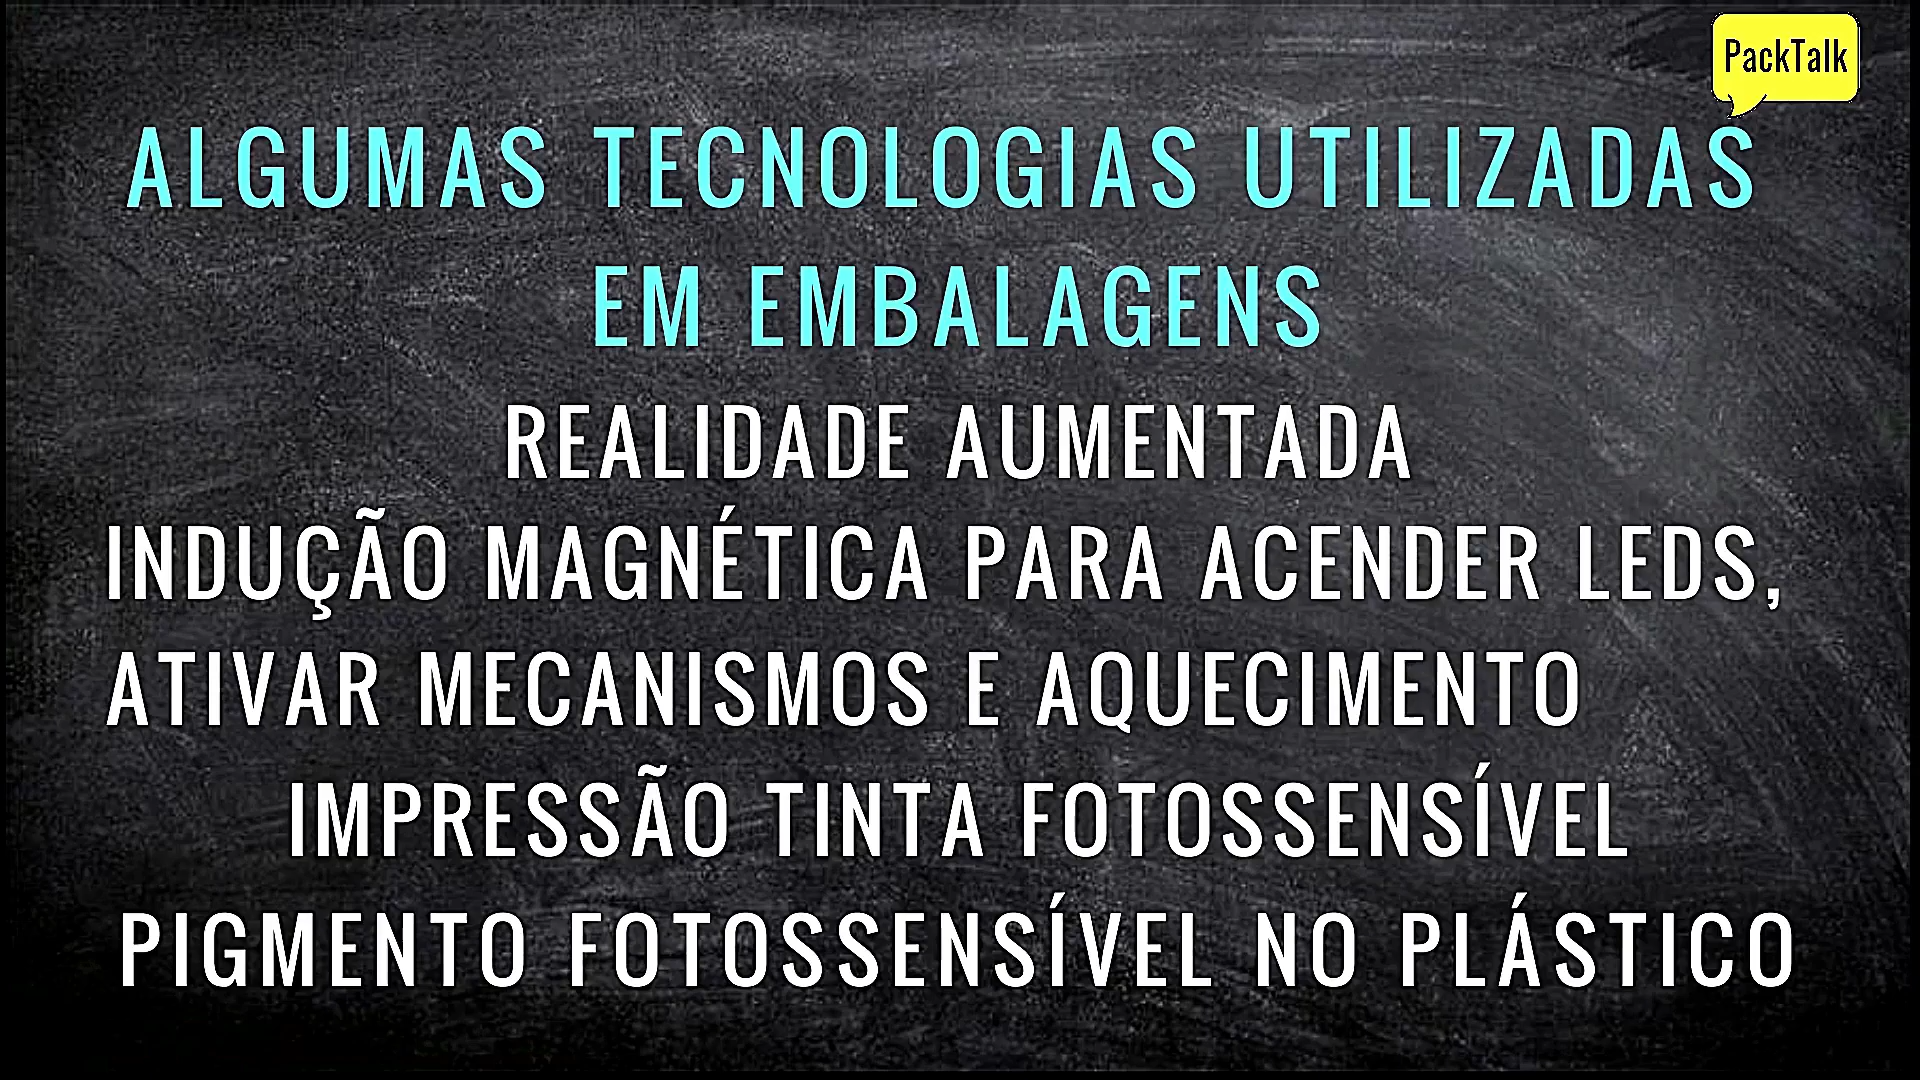 PackTalk
ALGUMAS TECNOLOGIAS UTILIZADAS
EM EMBALAGENS
REALIDADE AUMENTADA
INDUÇÃO MAGNÉTICA PARA ACENDER LEDS,
ATIVAR MECANISMOS E AQUECIMENTO
IMPRESSÃO TINTA FOTOSSENSÍVEL
PIGMENTO FOTOSSENSÍVEL NO PLÁSTICO